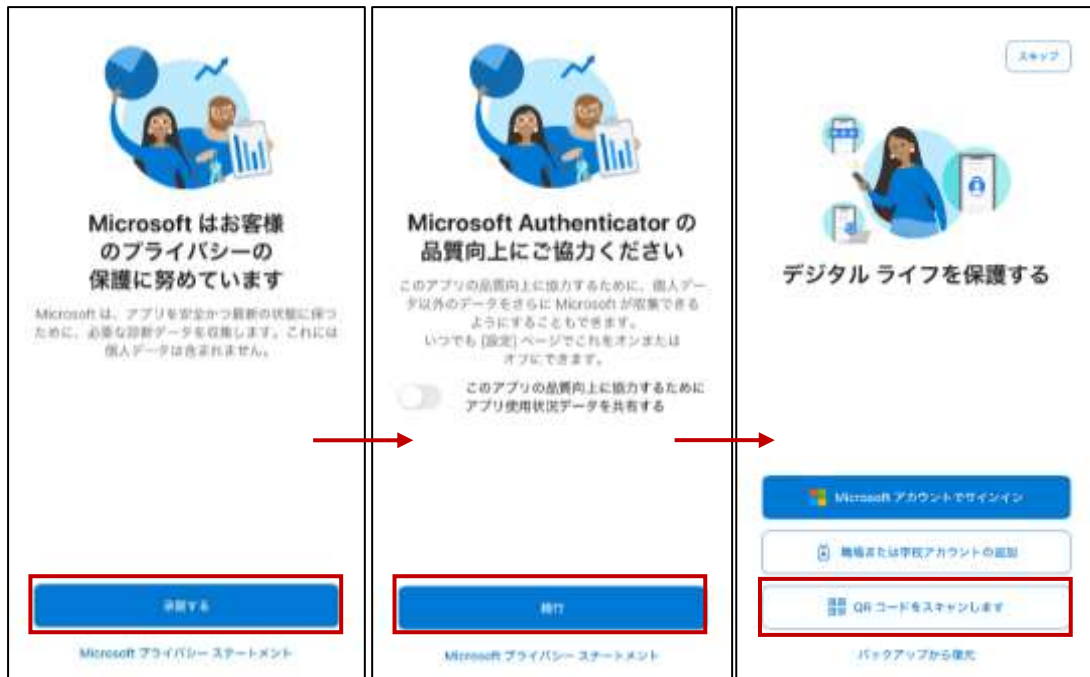 Microsoft はお客様
のプライバシーの
保護に努めています
Microsoft は、アプリを安全かつ最新の状態に保つ
ために、必要な診断データを収集します。これには
個人データは含まれません。
承諾する
Microsoft プライバシー ステートメント
Microsoft Authenticator の
品質向上にご協力ください
このアプリの品質向上に協力するために、個人デー
タ以外のデータをさらに Microsoft が収集できる
ようにすることもできます。
いつでも [設定] ページでこれをオンまたは
オフにできます。
このアプリの品質向上に協力するために
アプリ使用状況データを共有する
続行
Microsoft プライバシー ステートメント
スキップ
デジタル ライフを保護する
Microsoft アカウントでサインイン
職場または学校アカウントの追加
QR コードをスキャンします
バックアップから復元